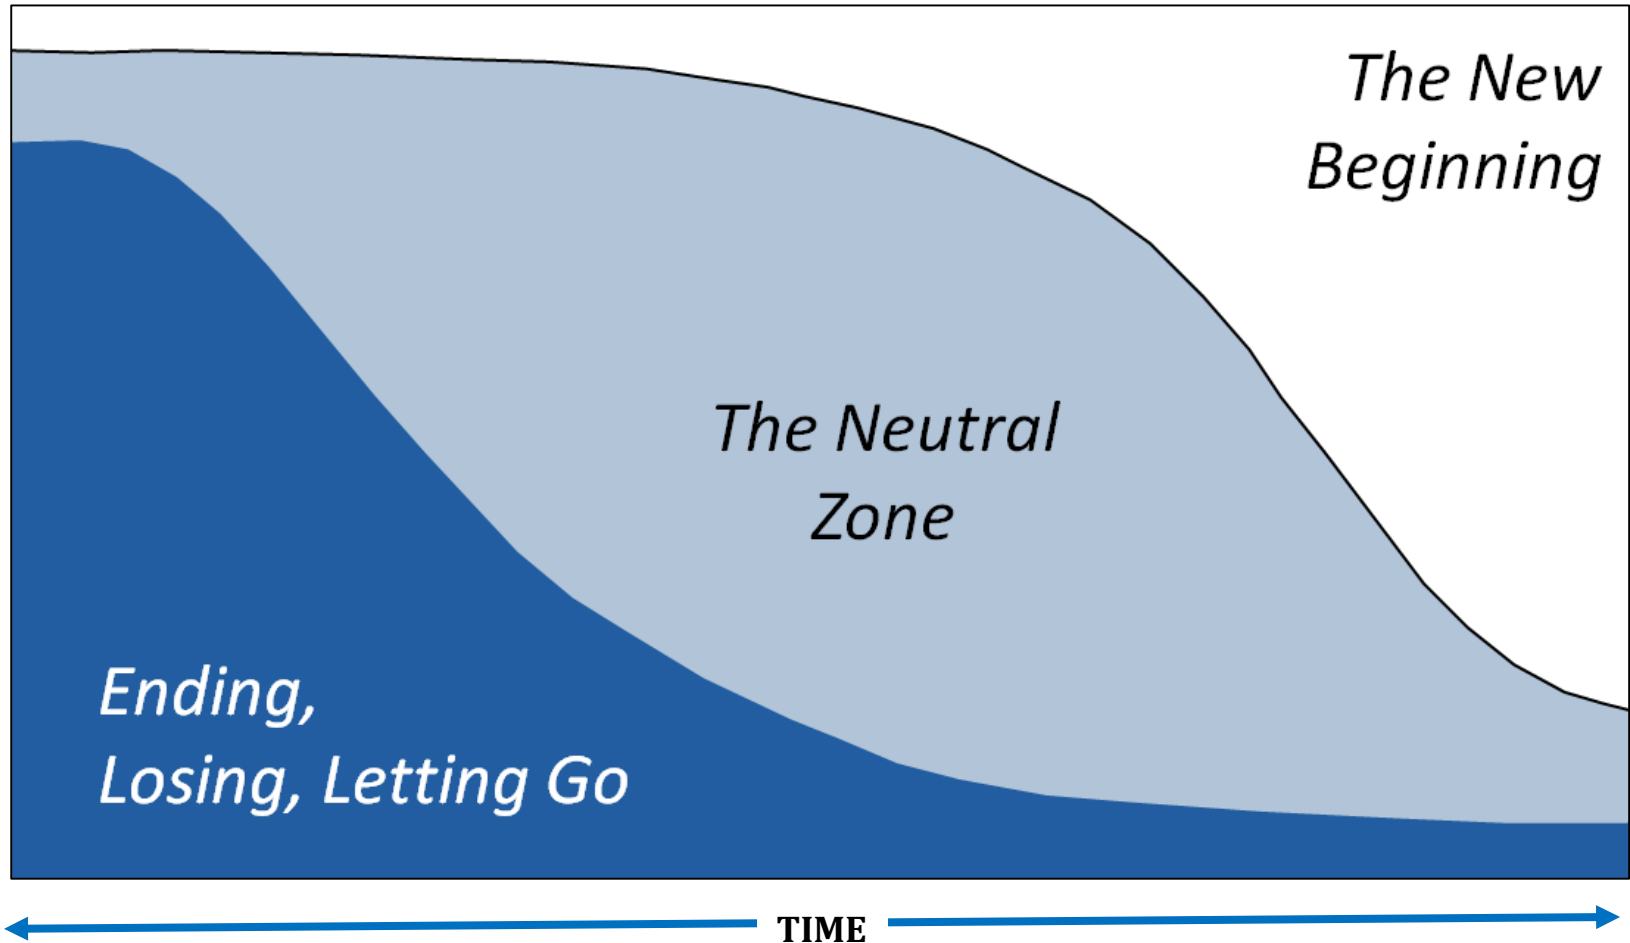 The New
Beginning
The Neutral
Zone
Ending,
Losing, Letting Go
TIME